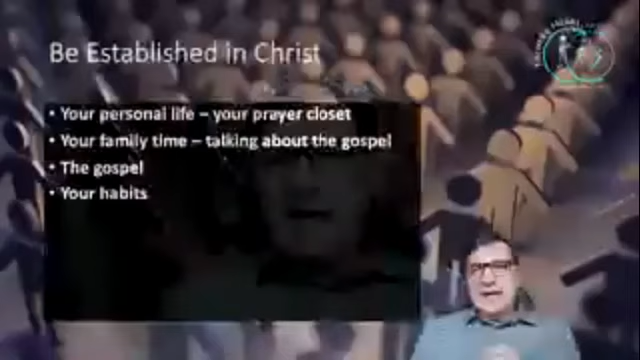 Be Established in Christ
• Your personal life – your prayer closet
• Your family time – talking about the gospel
• The gospel
• Your habits